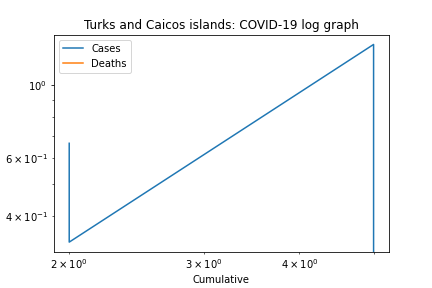 Turks and Caicos islands: COVID-19 log graph
Cases
Deaths
10⁰
6 × 10⁻¹
4 × 10⁻¹
2 × 10⁰
3 × 10⁰
4 × 10⁰
Cumulative